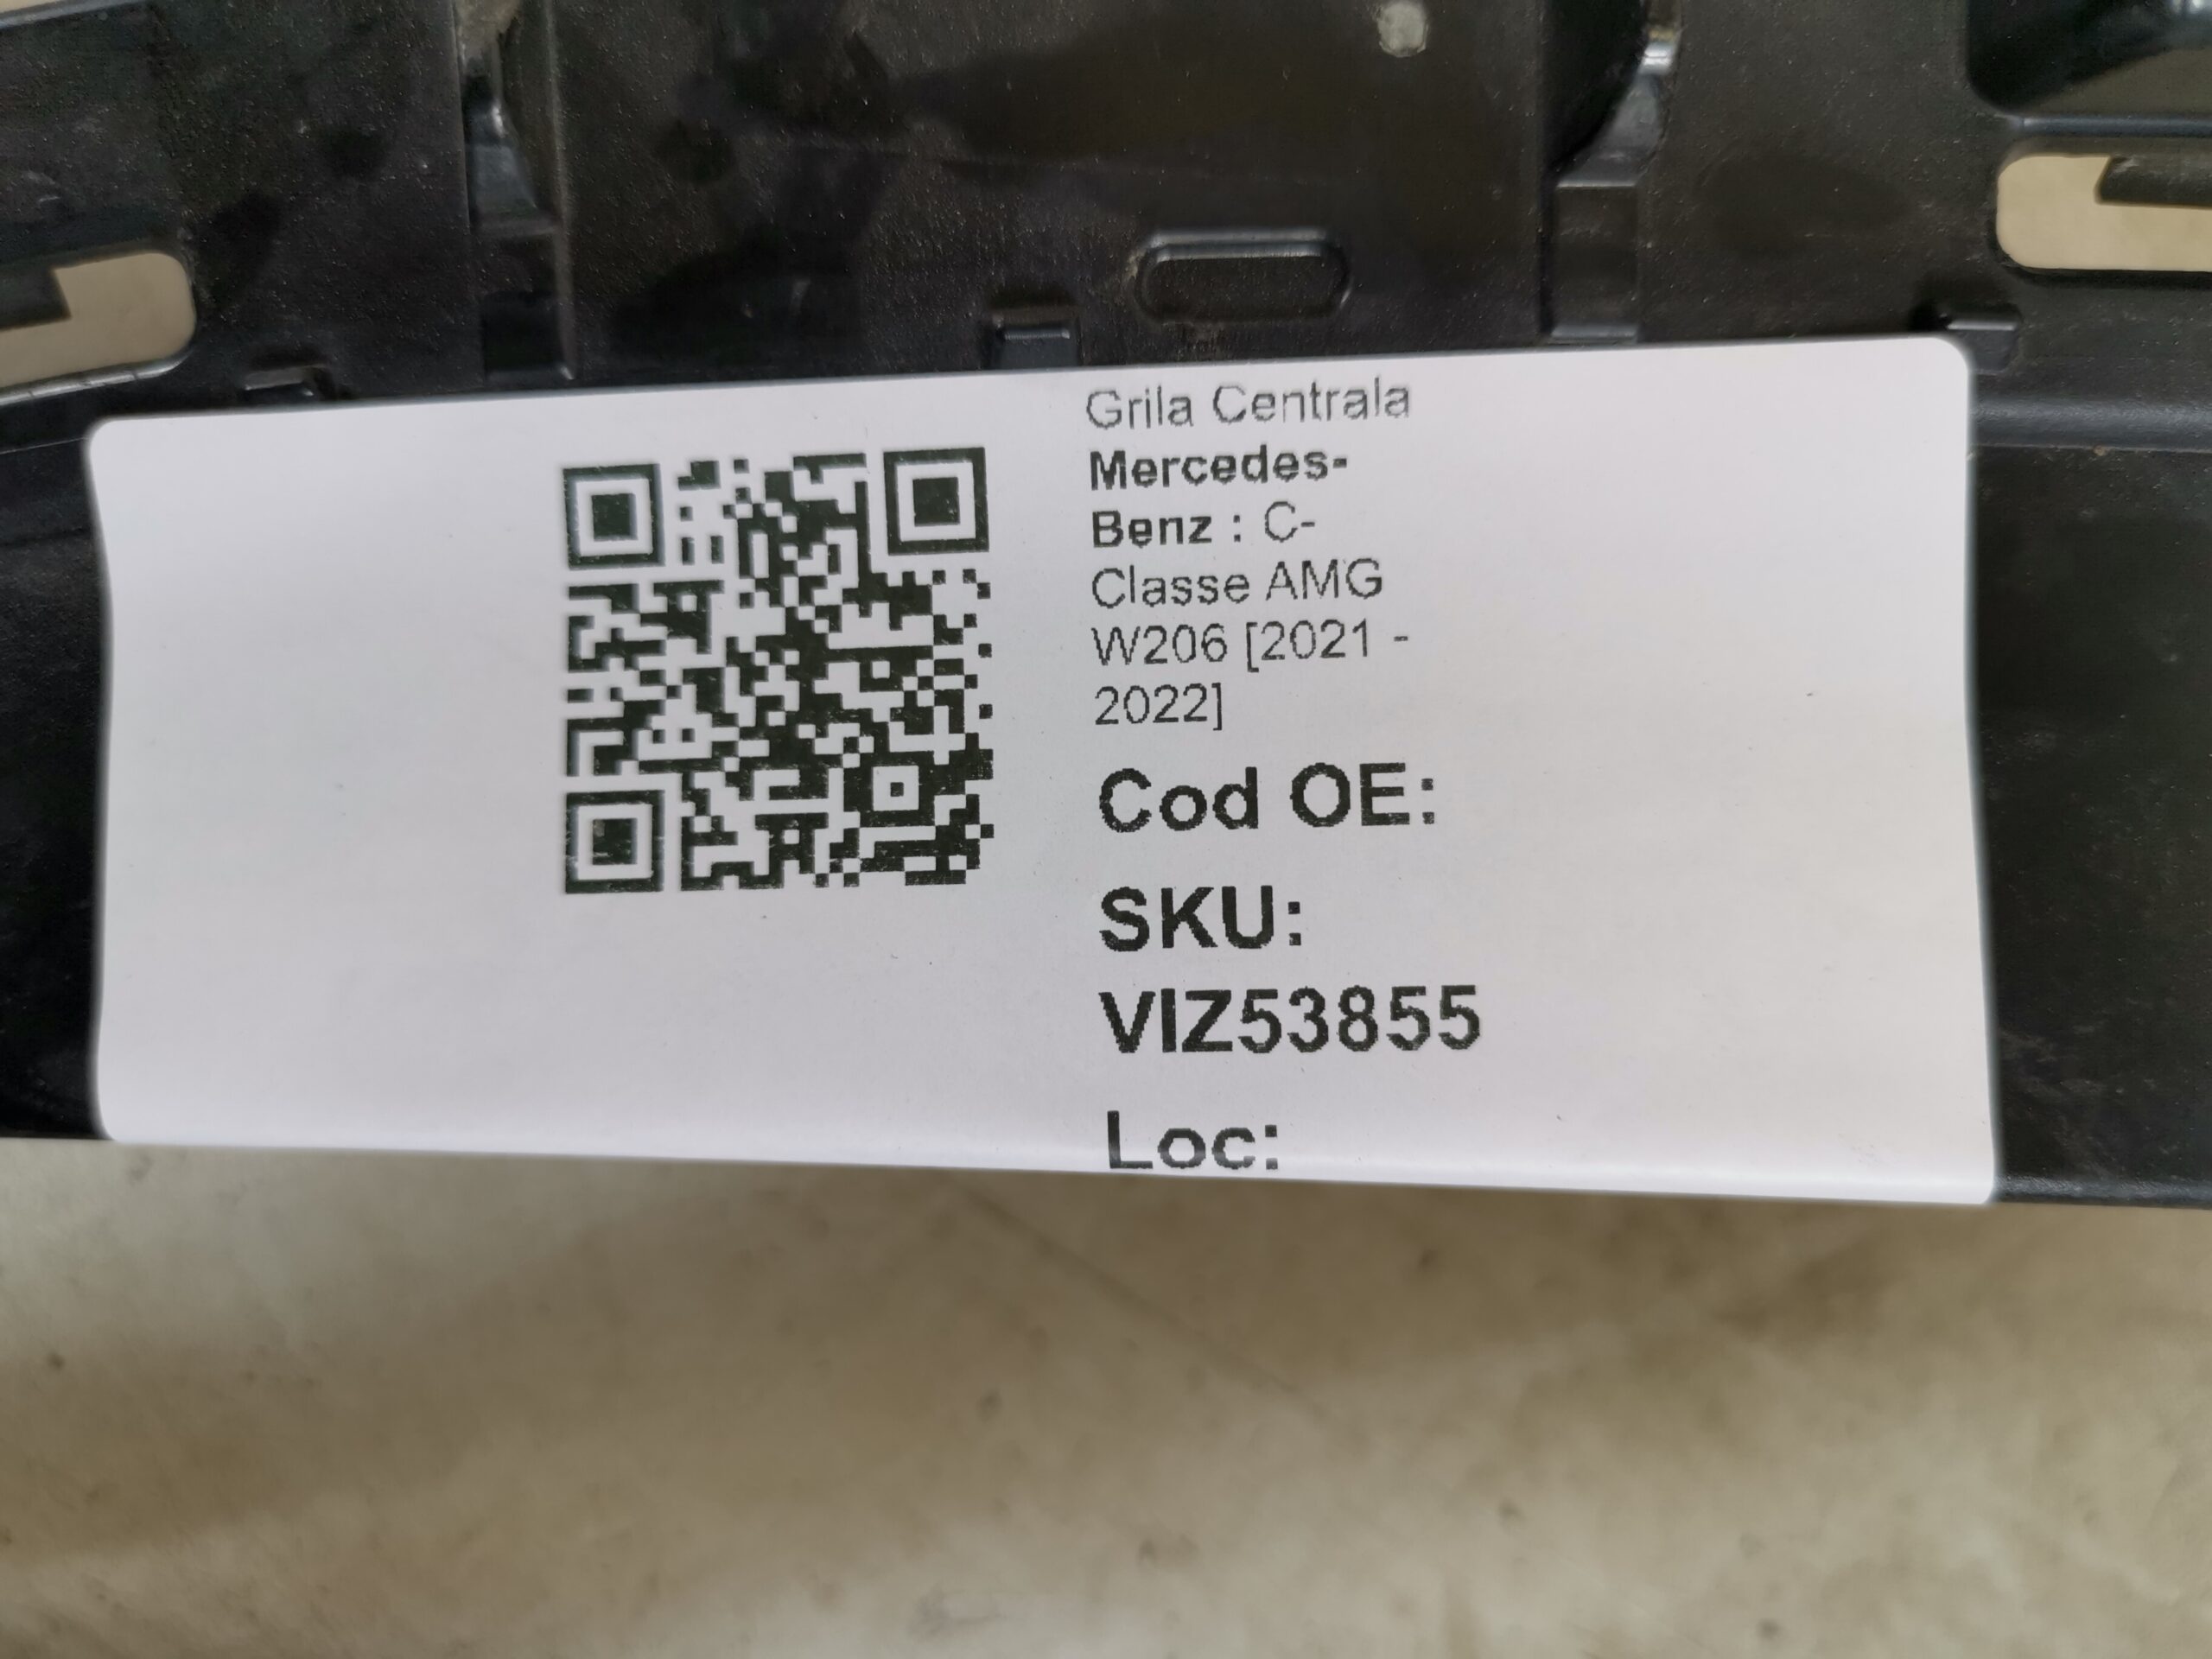 Grila Centrala
Mercedes-
Benz : C-
Classe AMG
W206 [2021 -
2022]
Cod OE:
SKU:
VIZ53855
Loc: